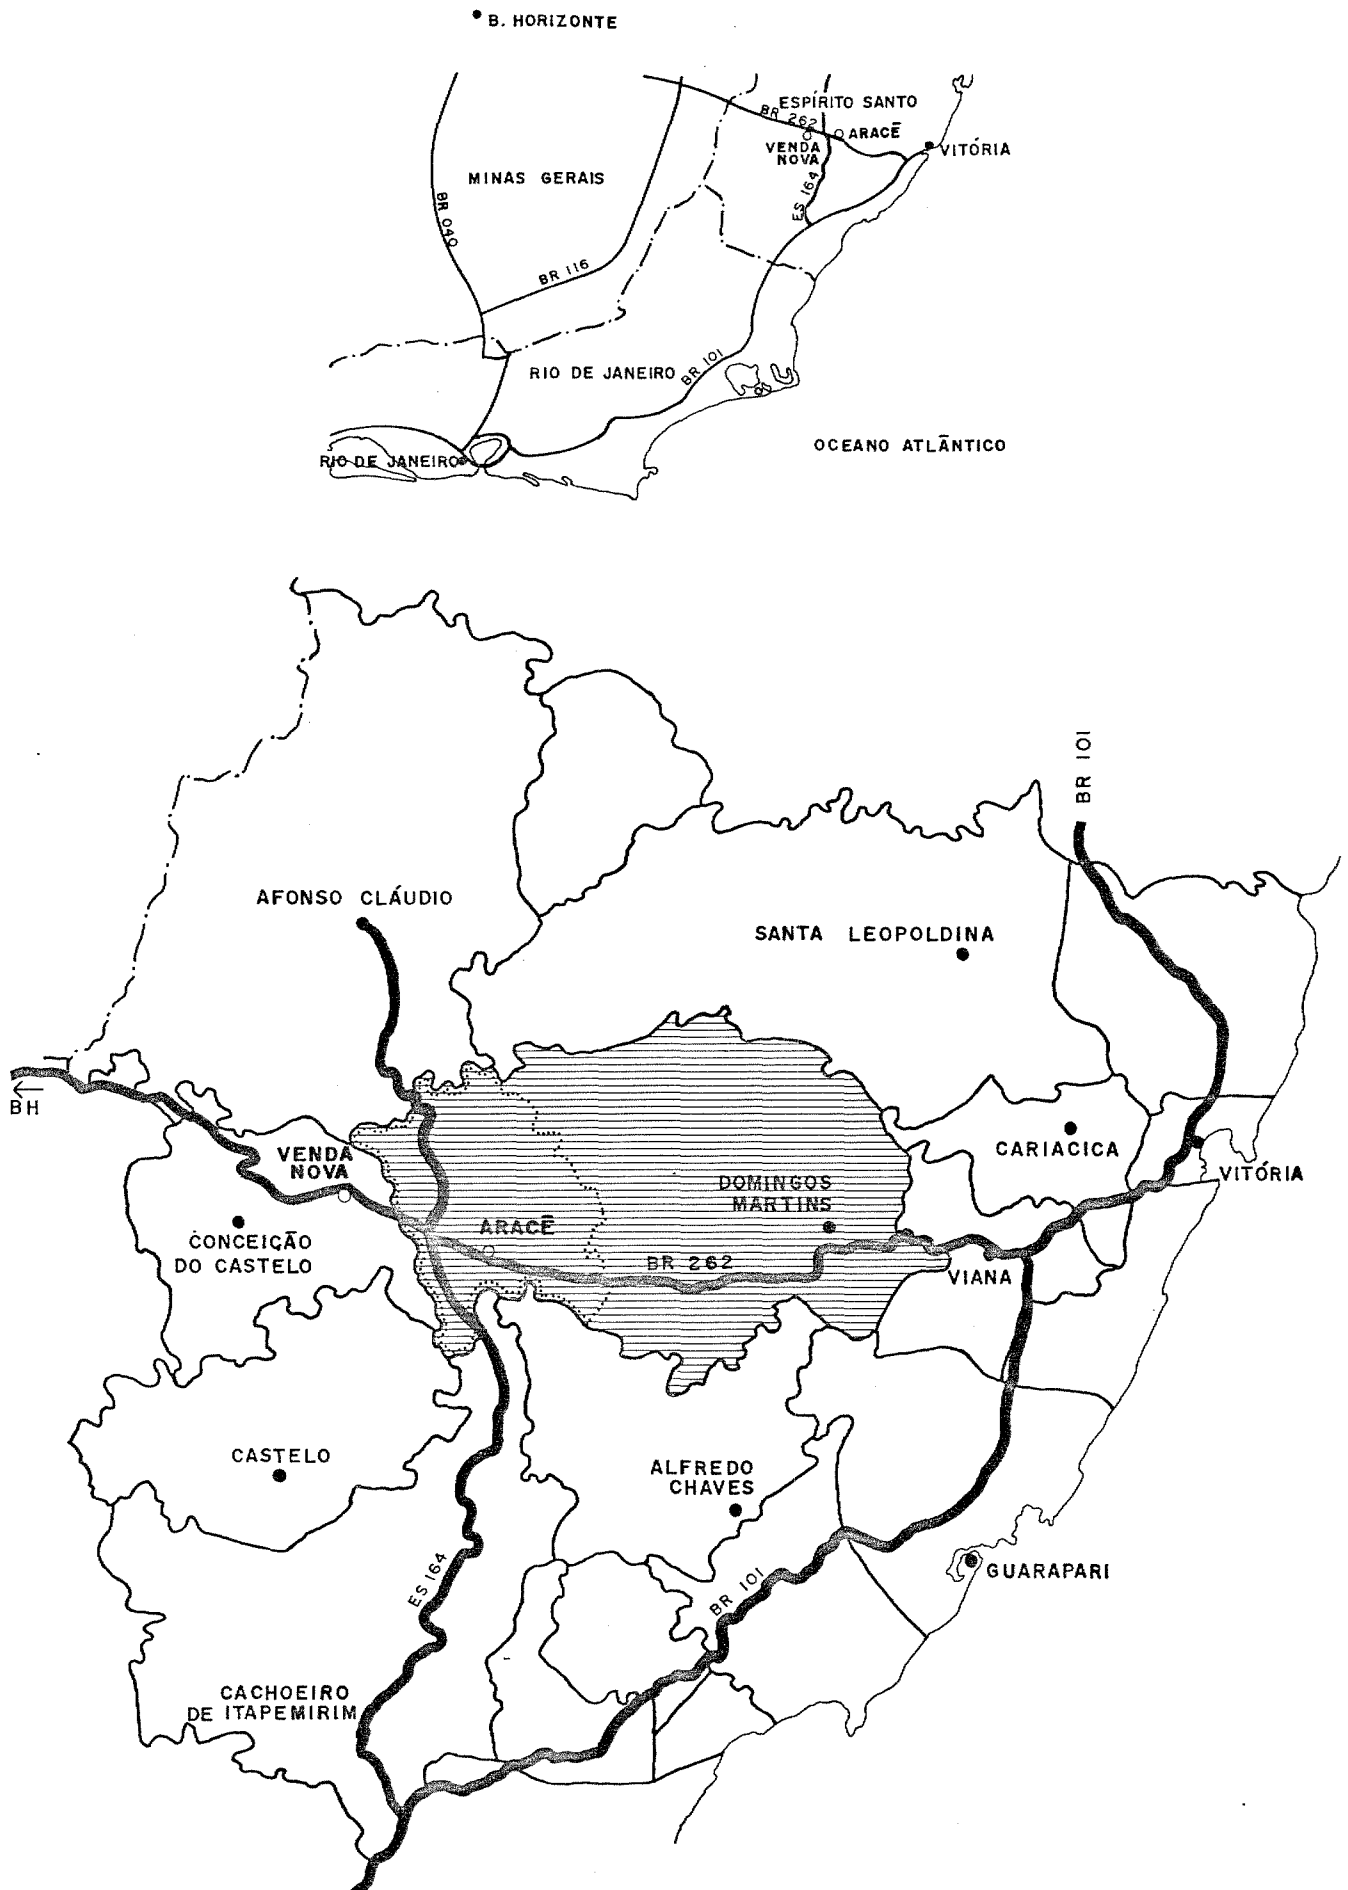 B. HORIZONTE
ESPÍRITO SANTO
BR 262
ARACÊ
VENDA
NOVA
VITÓRIA
MINAS GERAIS
ES 164
BR 040
BR 116
RIO DE JANEIRO
BR 101
OCEANO ATLÂNTICO
RIO DE JANEIRO
BR 101
AFONSO CLÁUDIO
SANTA LEOPOLDINA
BH
CARIACICA
VENDA
NOVA
VITÓRIA
DOMINGOS
MARTINS
ARACÊ
CONCEIÇÃO
DO CASTELO
BR 262
VIANA
CASTELO
ALFREDO
CHAVES
ES 164
BR 101
GUARAPARI
CACHOEIRO
DE ITAPEMIRIM